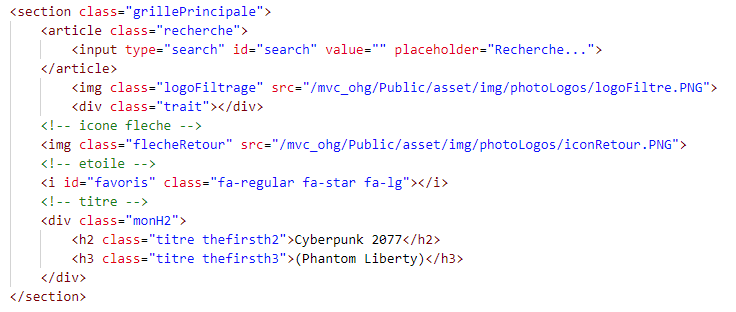 <section class="grillePrincipale">
<article class="recherche">
<input type="search" id="search" value="" placeholder="Recherche...">
</article>
<img class="logoFiltrage" src="/mvc_ohg/Public/asset/img/photoLogos/logoFiltre.PNG">
<div class="trait"></div>
<!-- icone fleche -->
<img class="flecheRetour" src="/mvc_ohg/Public/asset/img/photoLogos/iconRetour.PNG">
<!-- etoile -->
<i id="favoris" class="fa-regular fa-star fa-lg"></i>
<!-- titre -->
<div class="monH2">
<h2 class="titre thefirsth2">Cyberpunk 2077</h2>
<h3 class="titre thefirsth3">(Phantom Liberty)</h3>
</div>
</section>